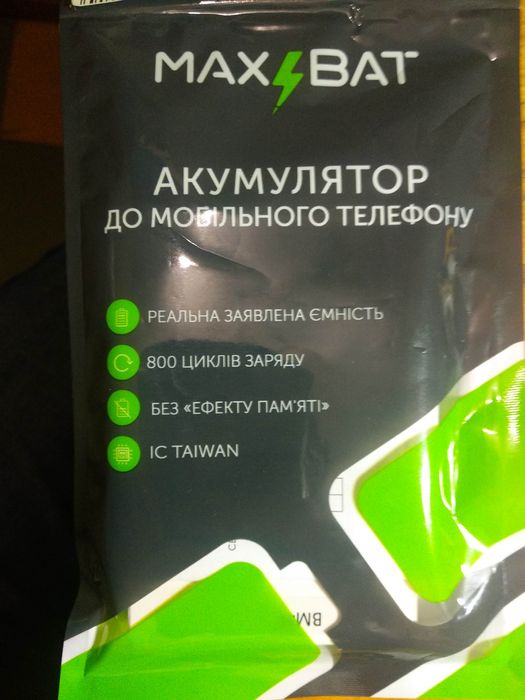 MAX BAT
АКУМУЛЯТОР
ДО МОБІЛЬНОГО ТЕЛЕФОНУ
РЕАЛЬНА ЗАЯВЛЕНА ЄМНІСТЬ
800 ЦИКЛІВ ЗАРЯДУ
БЕЗ «ЕФЕКТУ ПАМ'ЯТІ»
IC TAIWAN